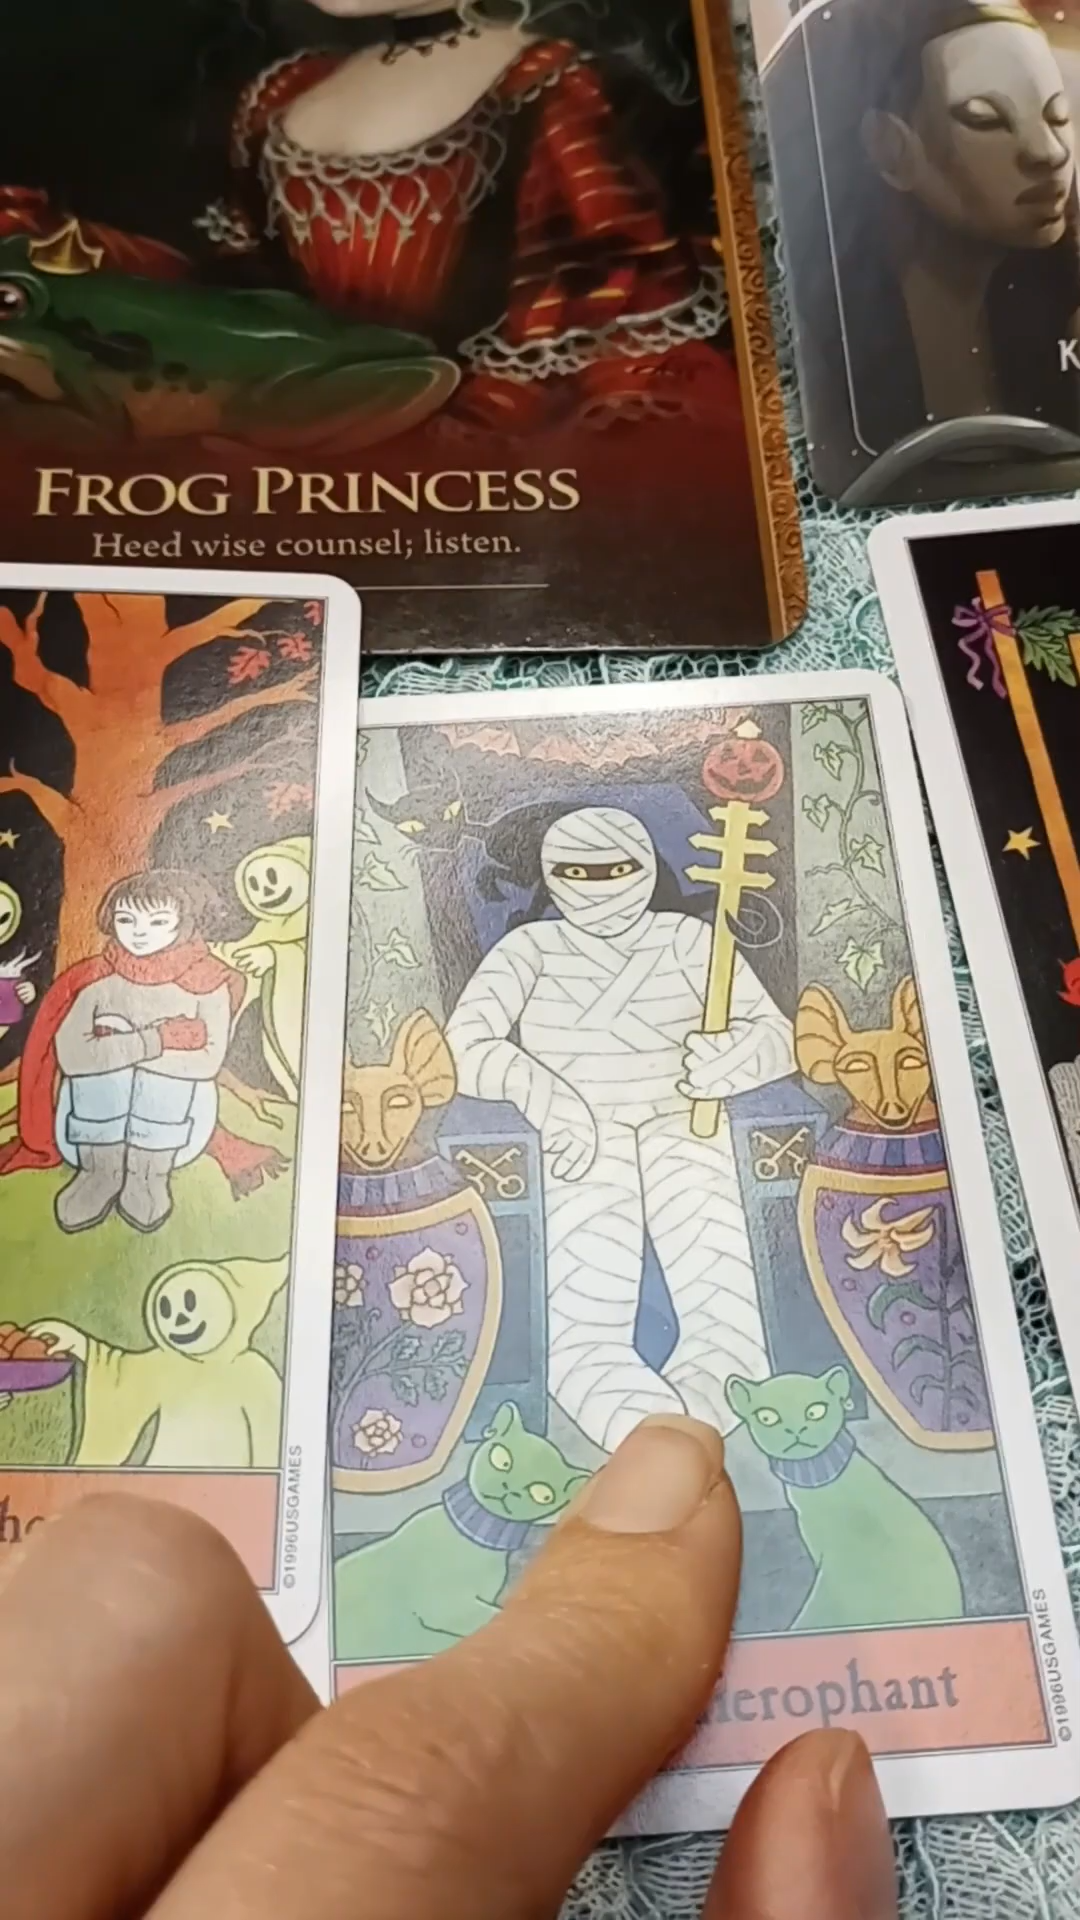 FROG PRINCESS
Heed wise counsel; listen.
K
©1996USGAMES
ierophant
©1996USGAMES